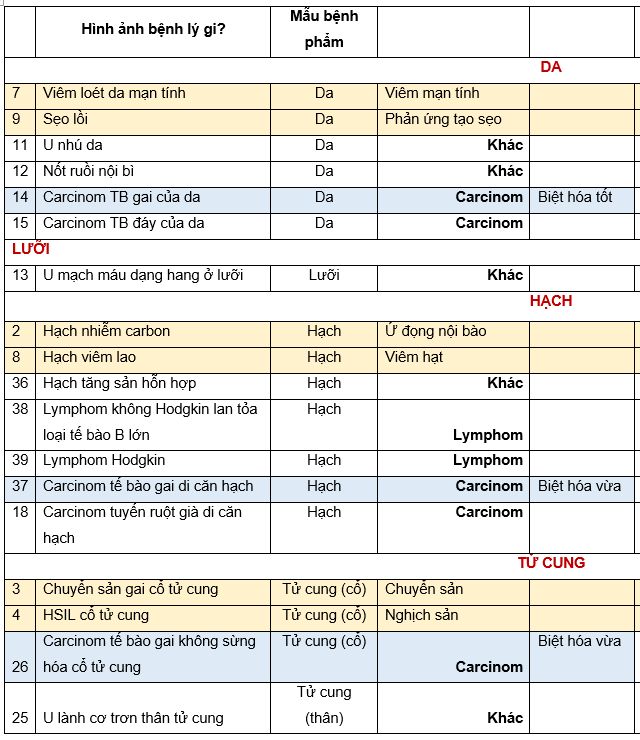 Hình ảnh bệnh lý gi? Mẫu bệnh
phẩm
DA
7 Viêm loét da mạn tính Da Viêm mạn tính
9 Sẹo lồi Da Phản ứng tạo sẹo
11 U nhú da Da Khác
12 Nốt ruồi nội bì Da Khác
14 Carcinom TB gai của da Da Carcinom Biệt hóa tốt
15 Carcinom TB đáy của da Da Carcinom
LƯỠI
13 U mạch máu dạng hang ở lưỡi Lưỡi Khác
HẠCH
2 Hạch nhiễm carbon Hạch Ứ đọng nội bào
8 Hạch viêm lao Hạch Viêm hạt
36 Hạch tăng sản hỗn hợp Hạch Khác
38 Lymphom không Hodgkin lan tỏa Hạch
loại tế bào B lớn Lymphom
39 Lymphom Hodgkin Hạch Lymphom
37 Carcinom tế bào gai di căn hạch Hạch Carcinom Biệt hóa vừa
18 Carcinom tuyến ruột già di căn Hạch Carcinom
hạch
TỬ CUNG
3 Chuyển sản gai cổ tử cung Tử cung (cổ) Chuyển sản
4 HSIL cổ tử cung Tử cung (cổ) Nghịch sản
Carcinom tế bào gai không sừng Tử cung (cổ) Biệt hóa vừa
26 hóa cổ tử cung Carcinom
Tử cung
25 U lành cơ trơn thân tử cung (thân) Khác